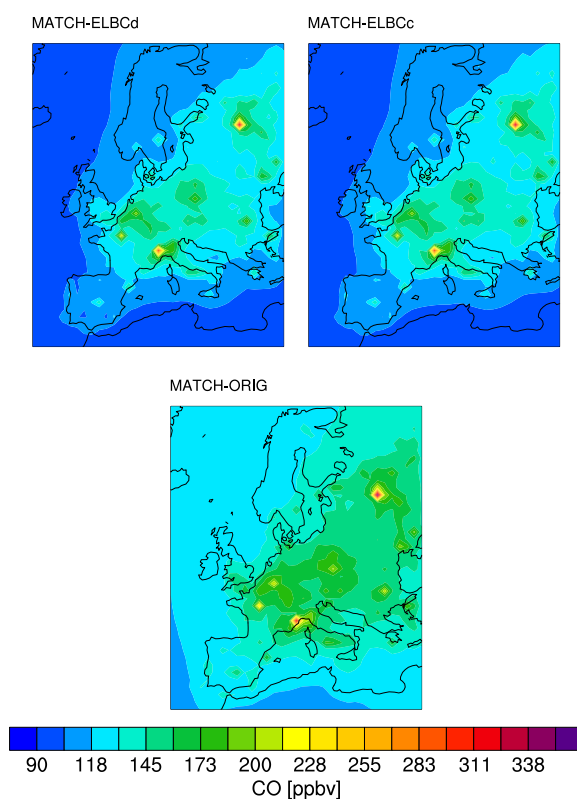 MATCH-ELBCd MATCH-ELBCc
MATCH-ORIG
90 118 145 173 200 228 255 283 311 338
CO [ppbv]